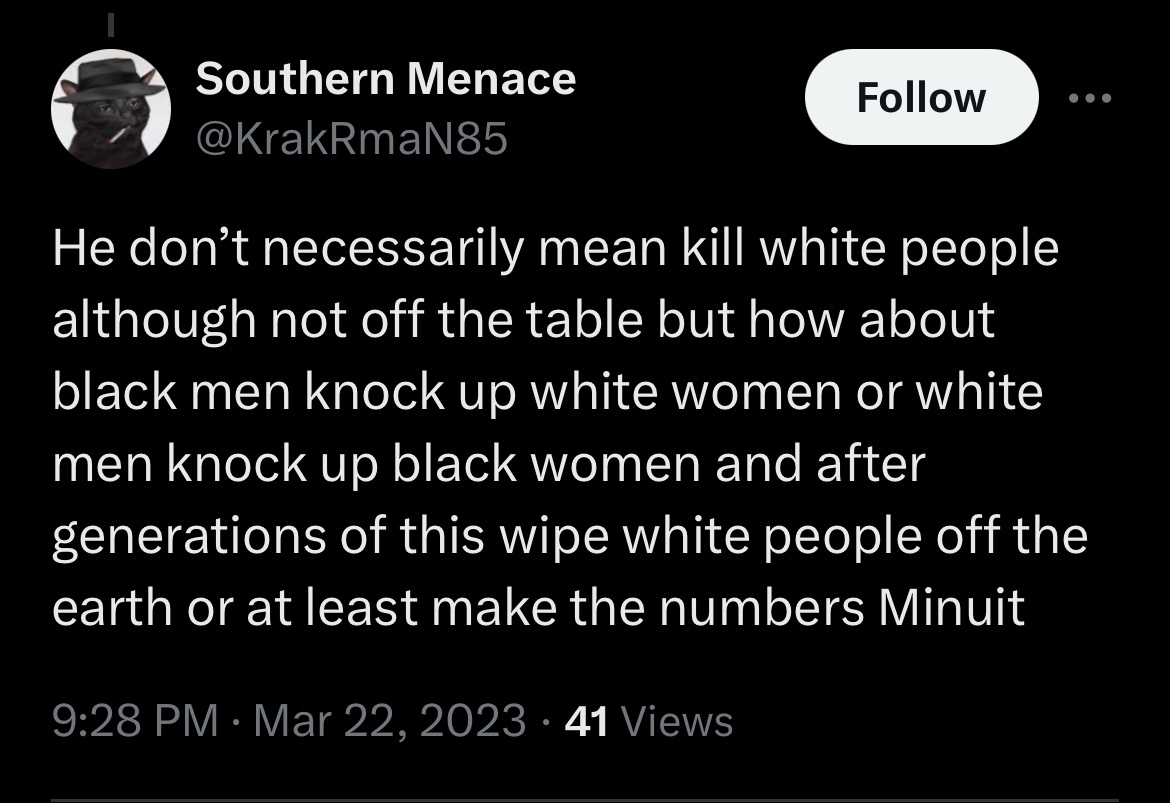 Southern Menace
@KrakRmaN85
Follow
He don’t necessarily mean kill white people
although not off the table but how about
black men knock up white women or white
men knock up black women and after
generations of this wipe white people off the
earth or at least make the numbers Minuit
9:28 PM · Mar 22, 2023 · 41 Views